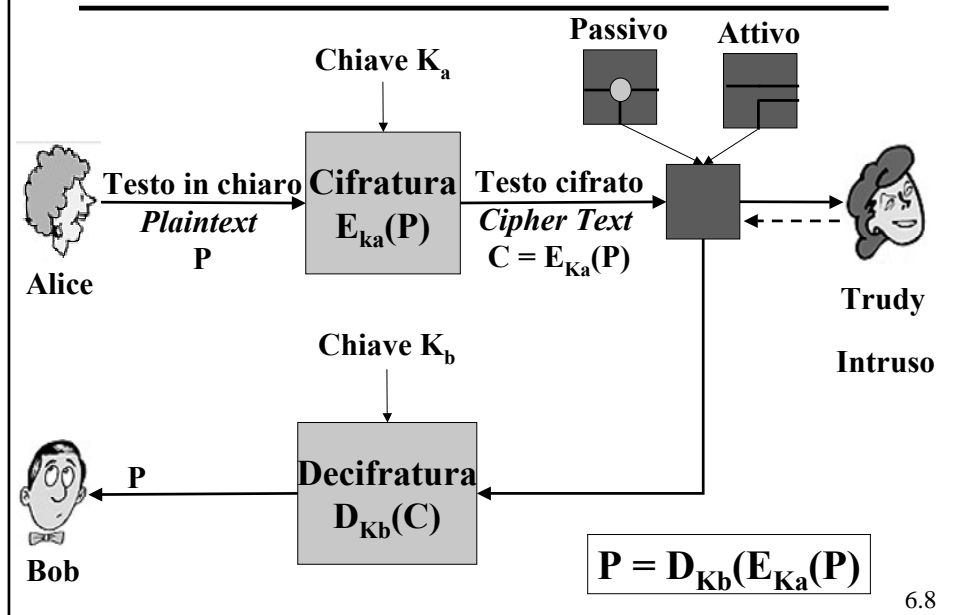 Passivo
Attivo
Chiave Ka
Testo in chiaro
Plaintext
P
Cifratura
Eka(P)
Testo cifrato
Cipher Text
C = EKa(P)
Alice
Trudy
Intruso
Chiave Kb
P
Decifratura
DKb(C)
Bob
P = DKb(EKa(P)
6.8